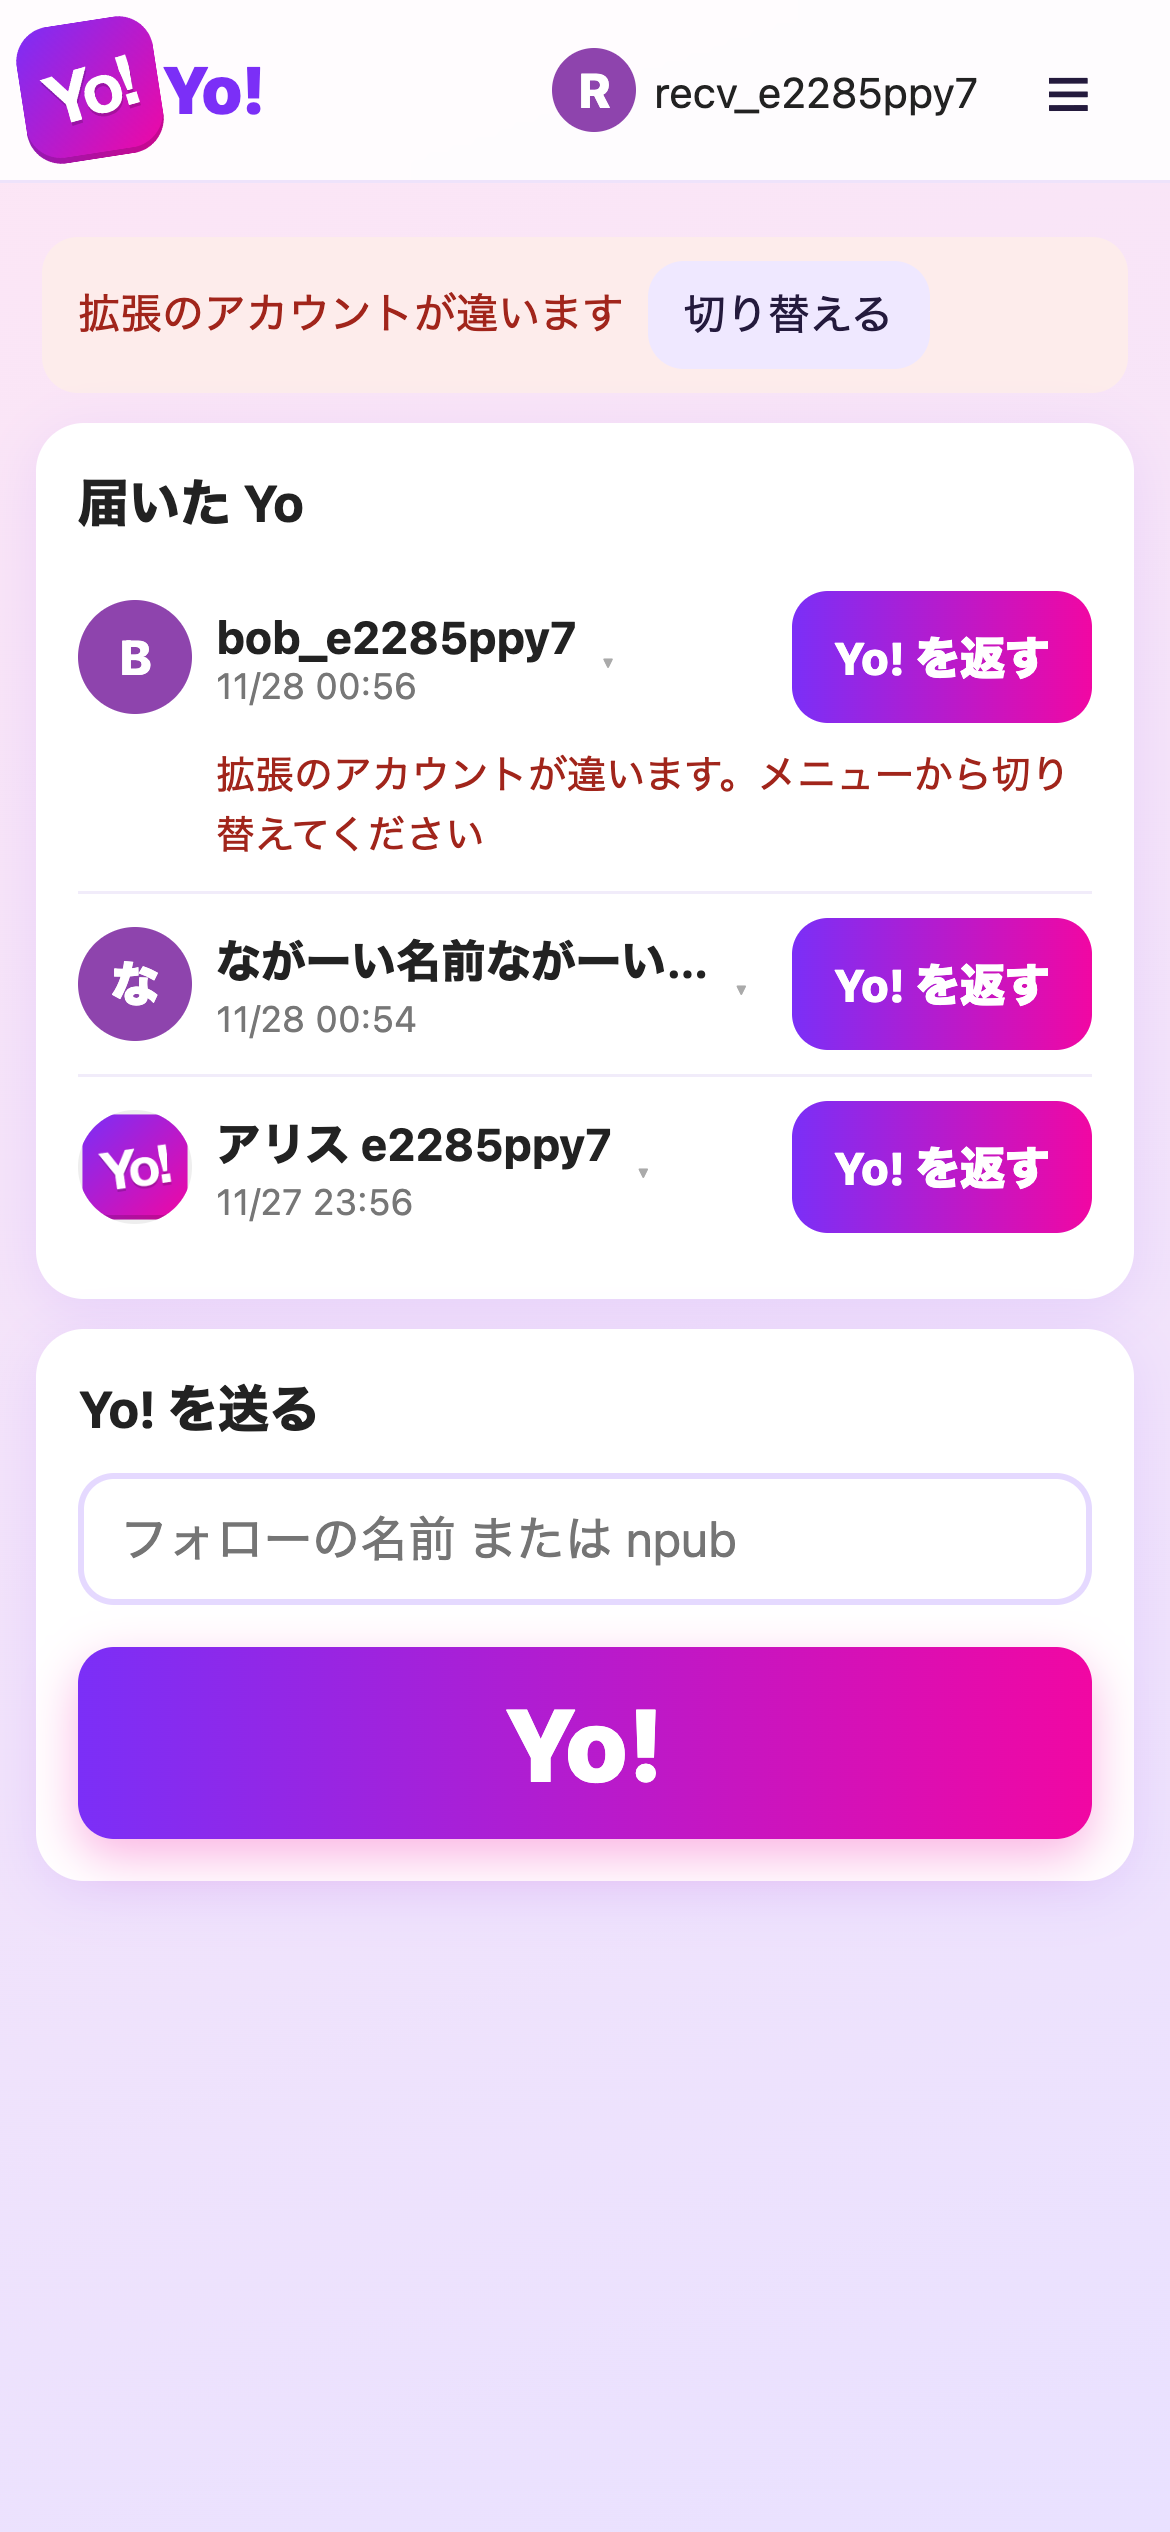 Yo! Yo! R recv_e2285ppy7
拡張のアカウントが違います 切り替える
届いた Yo
B bob_e2285ppy7
11/28 00:56
Yo! を返す
拡張のアカウントが違います。メニューから切り
替えてください
な ながーい名前ながーい...
11/28 00:54
Yo! を返す
Yo! アリス e2285ppy7
11/27 23:56
Yo! を返す
Yo! を送る
フォローの名前 または npub
Yo!